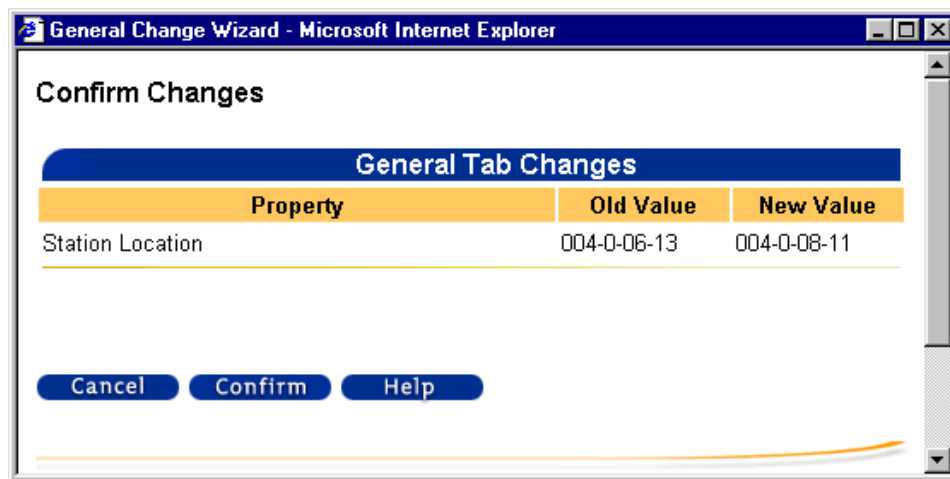 General Change Wizard - Microsoft Internet Explorer
Confirm Changes
General Tab Changes
Property Old Value New Value
Station Location 004-0-06-13 004-0-08-11
Cancel Confirm Help